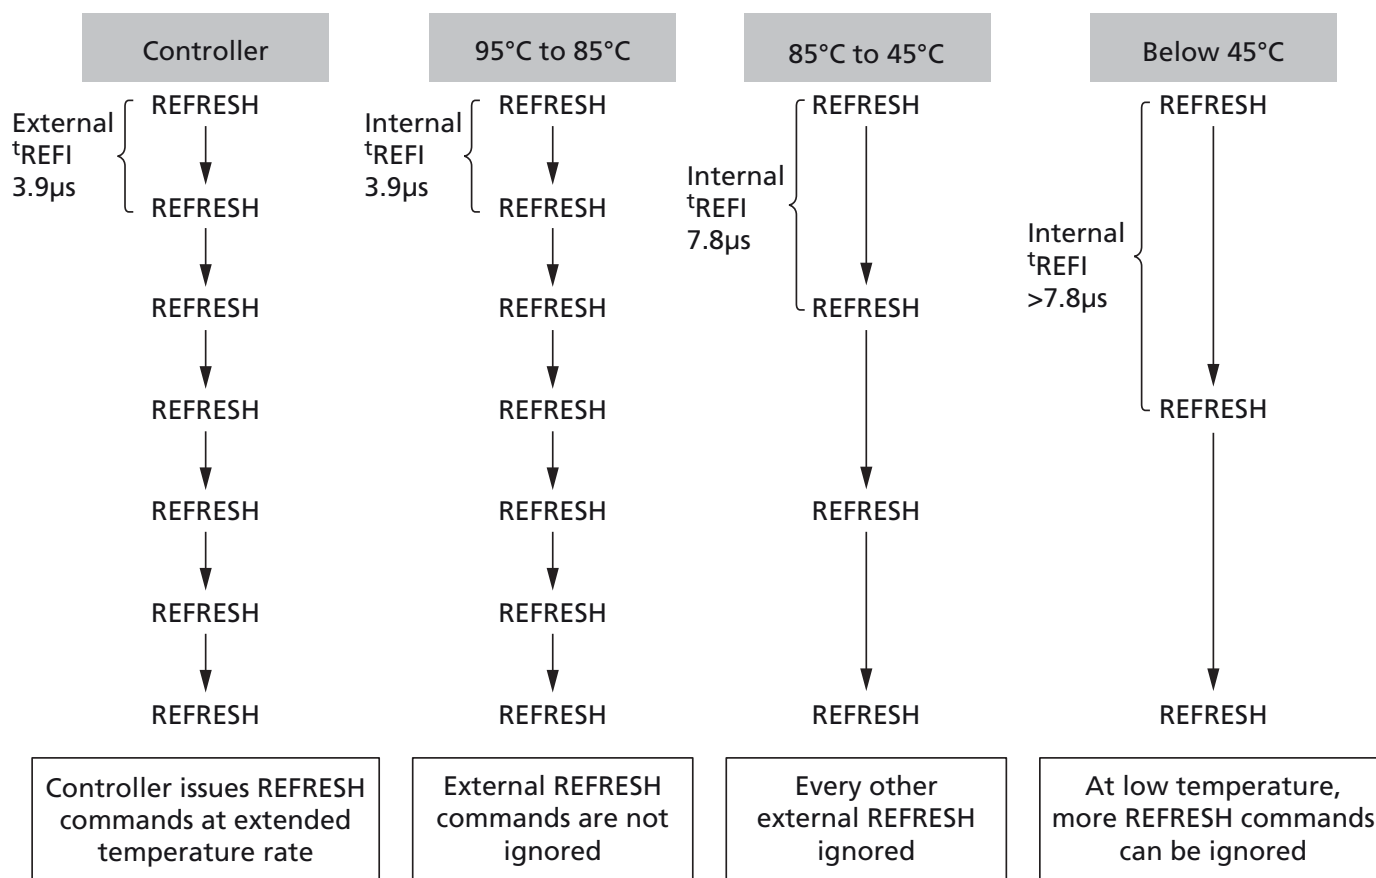 Controller
95°C to 85°C
85°C to 45°C
Below 45°C
External
tREFI
3.9µs
REFRESH
REFRESH
REFRESH
REFRESH
REFRESH
REFRESH
REFRESH
Controller issues REFRESH
commands at extended
temperature rate
Internal
tREFI
3.9µs
REFRESH
REFRESH
REFRESH
REFRESH
REFRESH
REFRESH
REFRESH
External REFRESH
commands are not
ignored
Internal
tREFI
7.8µs
REFRESH
REFRESH
REFRESH
REFRESH
Every other
external REFRESH
ignored
Internal
tREFI
>7.8µs
REFRESH
REFRESH
REFRESH
At low temperature,
more REFRESH commands
can be ignored